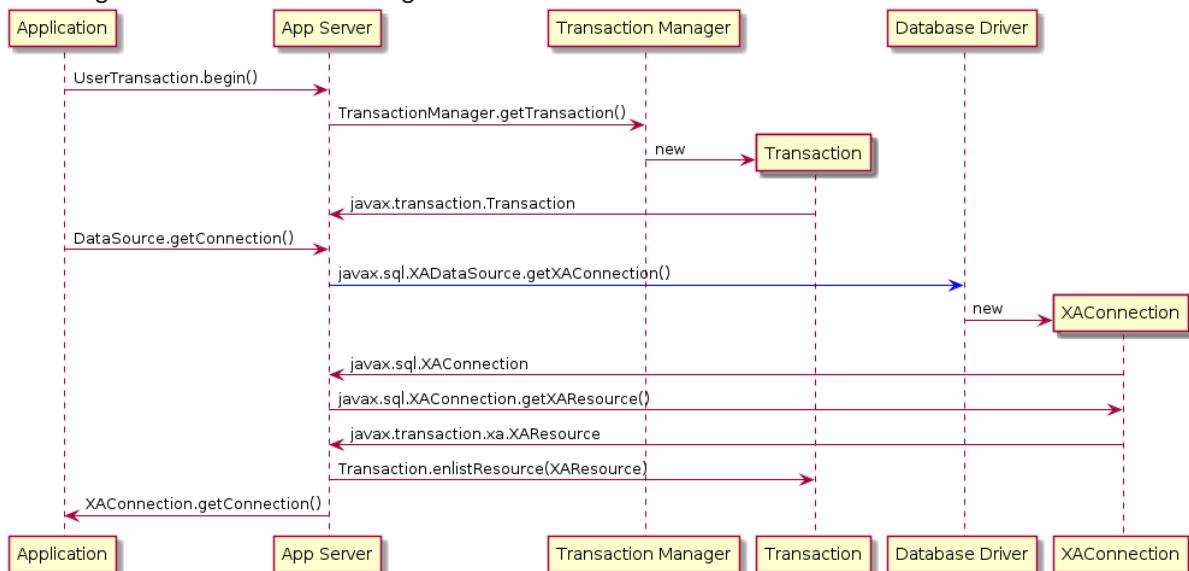 Application App Server Transaction Manager Database Driver
UserTransaction.begin()
TransactionManager.getTransaction()
new
Transaction
javax.transaction.Transaction
DataSource.getConnection()
javax.sql.XADataSource.getXAConnection()
new
XAConnection
javax.sql.XAConnection
javax.sql.XAConnection.getXAResource()
javax.transaction.xa.XAResource
Transaction.enlistResource(XAResource)
XAConnection.getConnection()
Application App Server Transaction Manager Transaction Database Driver XAConnection